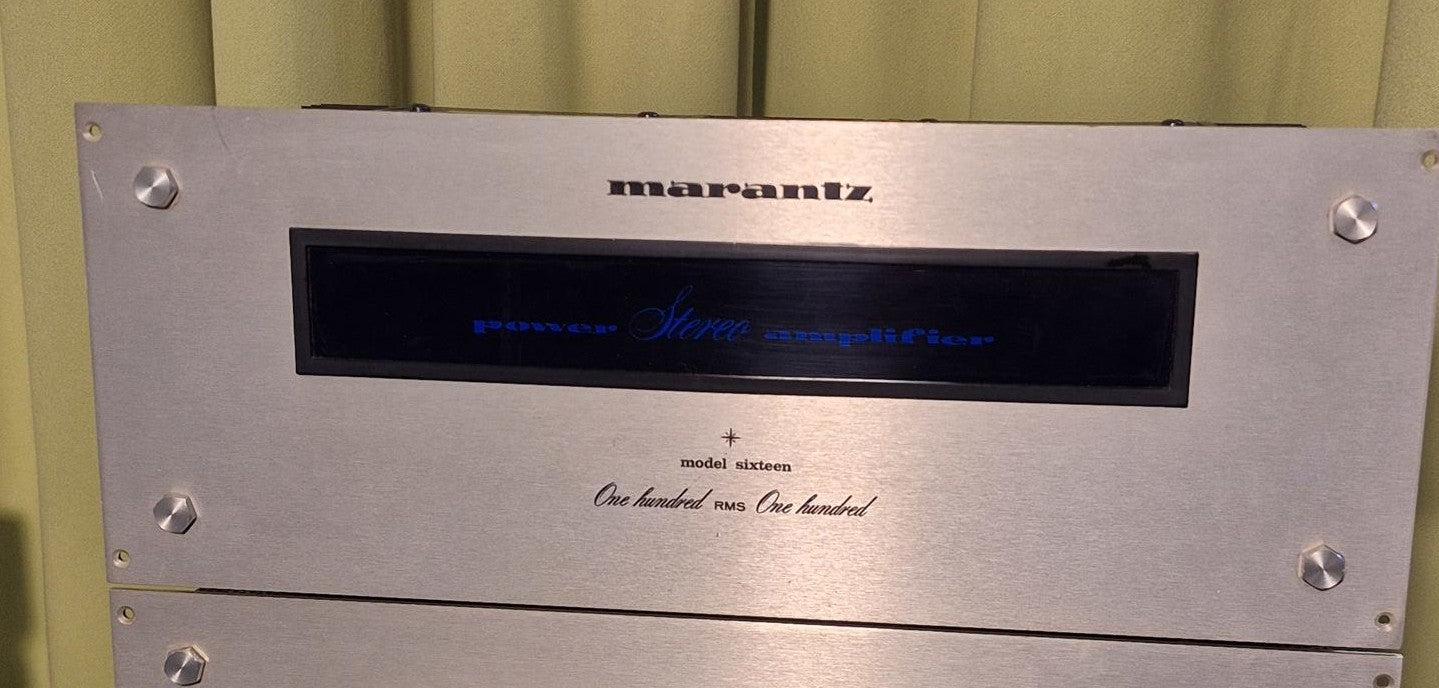 marantz
power Stereo amplifier
model sixteen
One hundred RMS One hundred